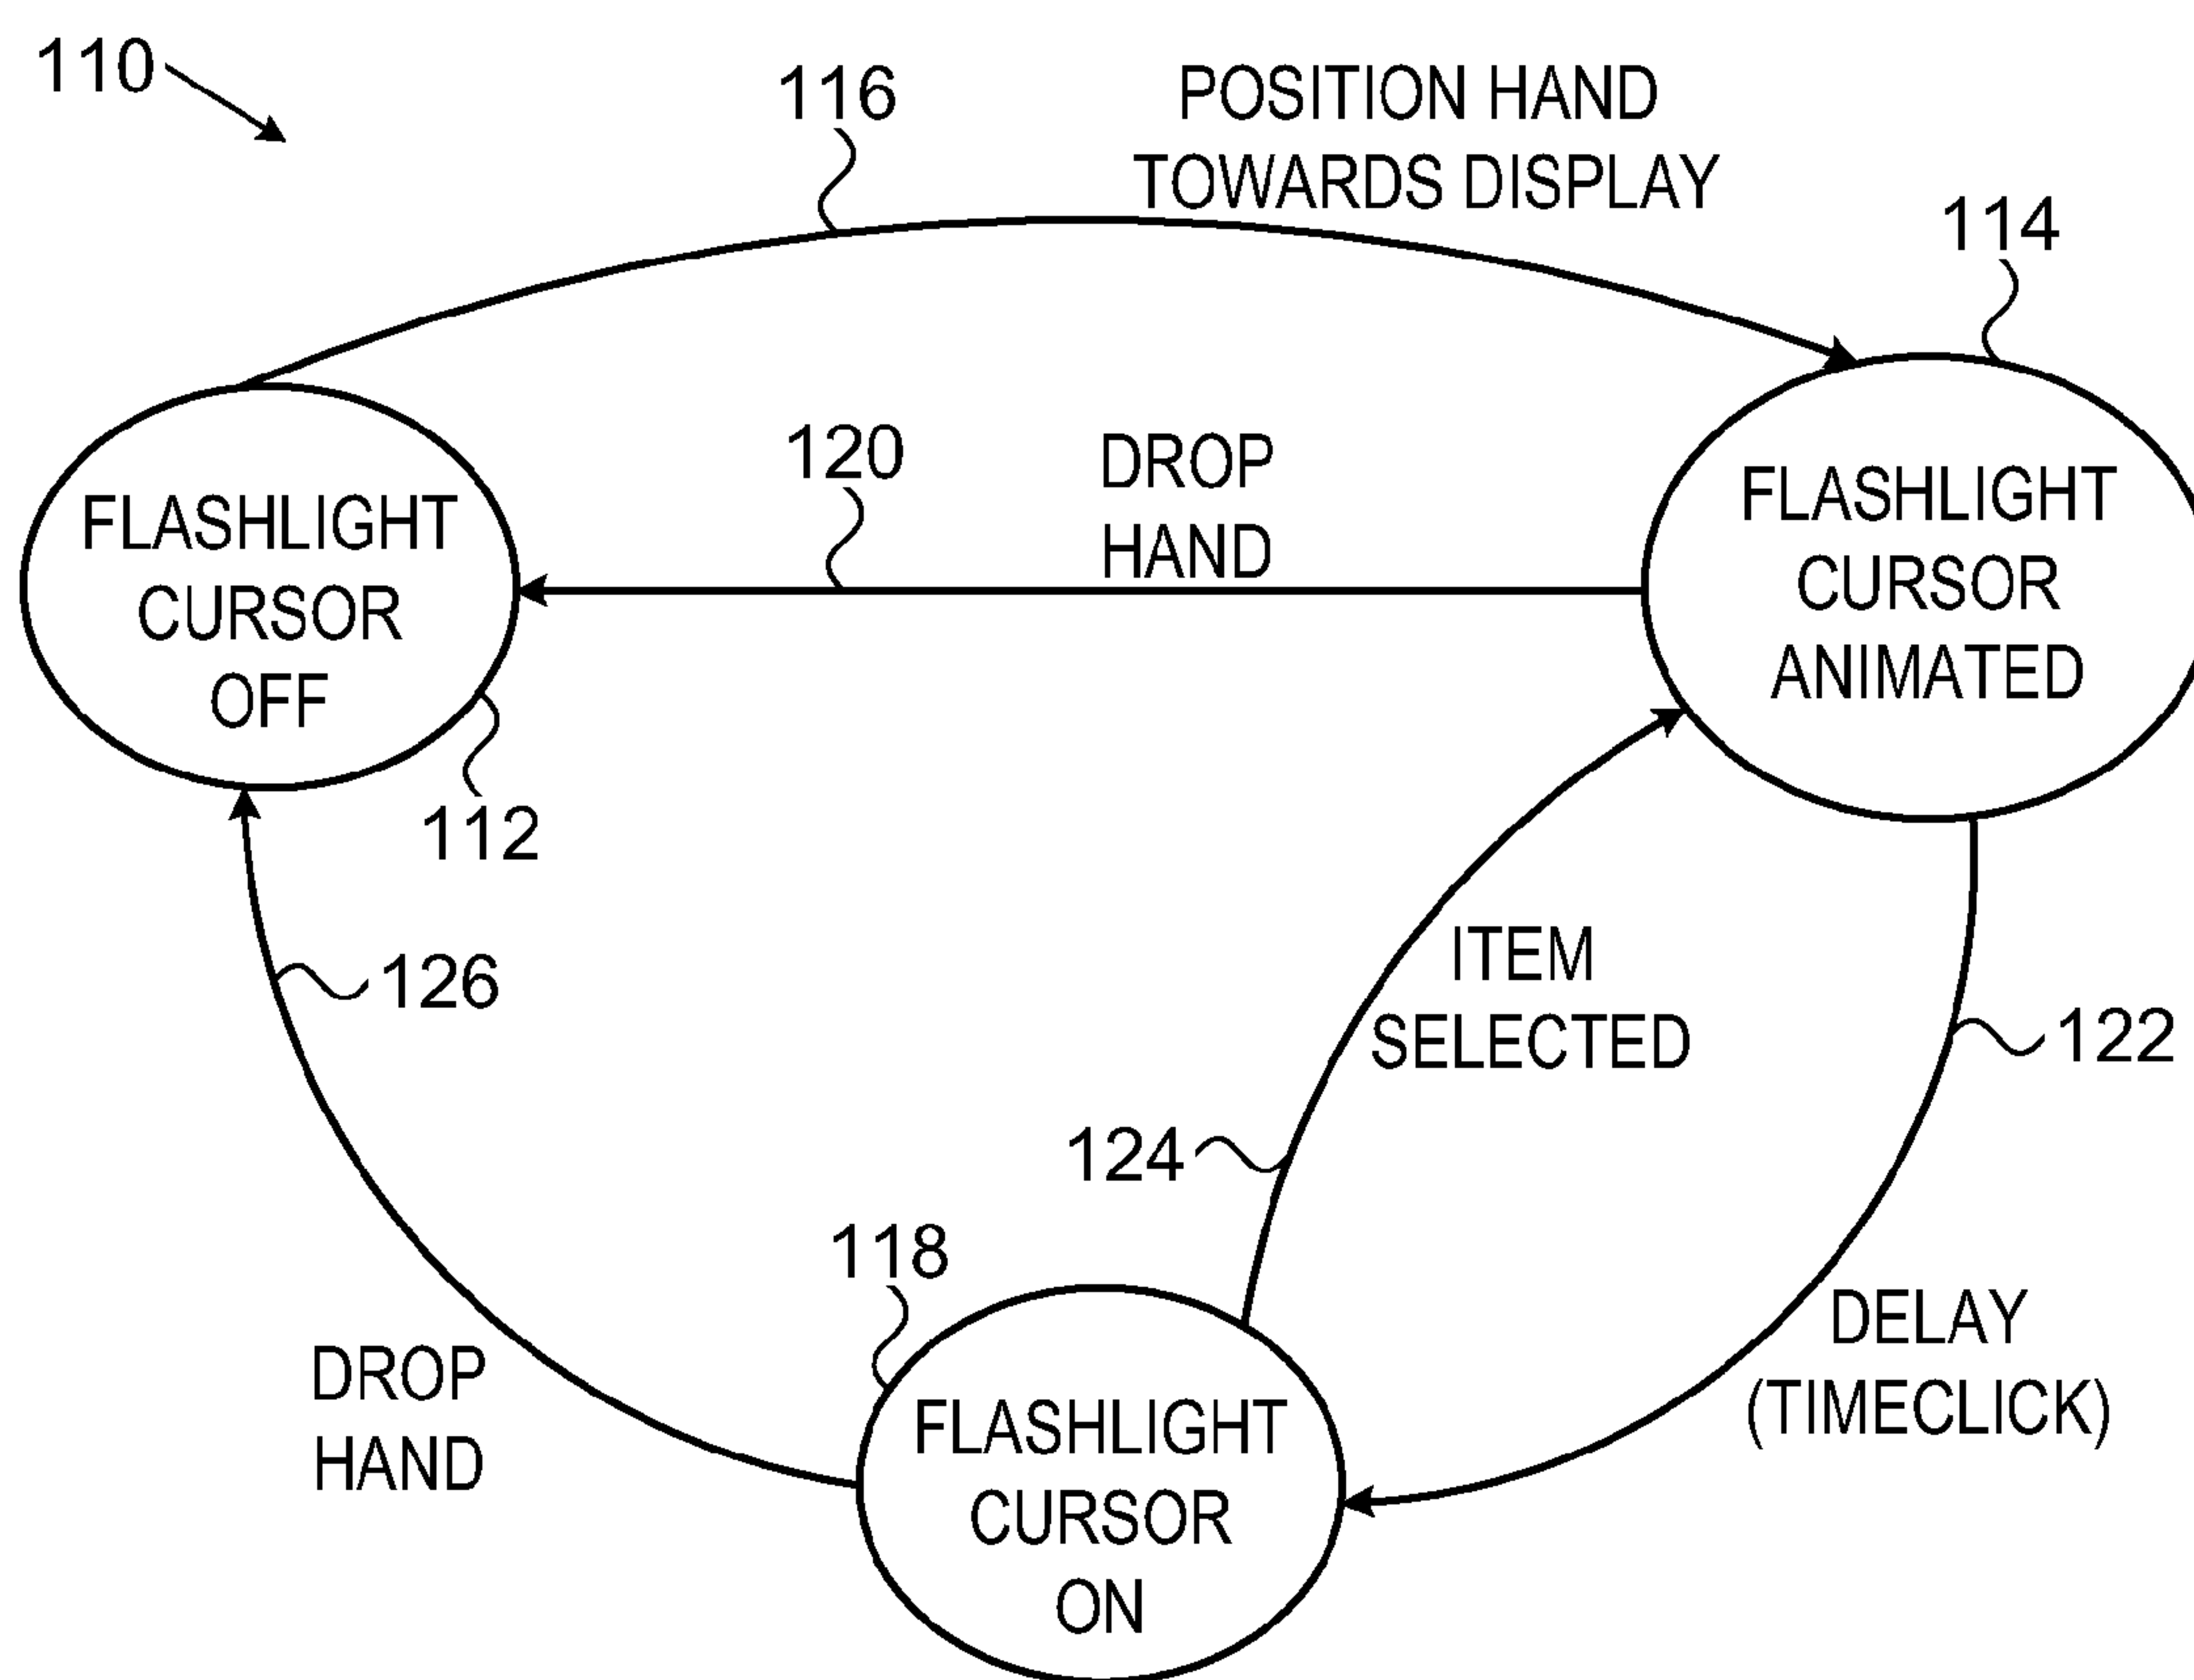 110
116
POSITION HAND
TOWARDS DISPLAY
114
120
DROP
HAND
FLASHLIGHT
CURSOR
OFF
112
FLASHLIGHT
CURSOR
ANIMATED
126
ITEM
SELECTED
122
124
118
DROP
HAND
FLASHLIGHT
CURSOR
ON
DELAY
(TIMECLICK)